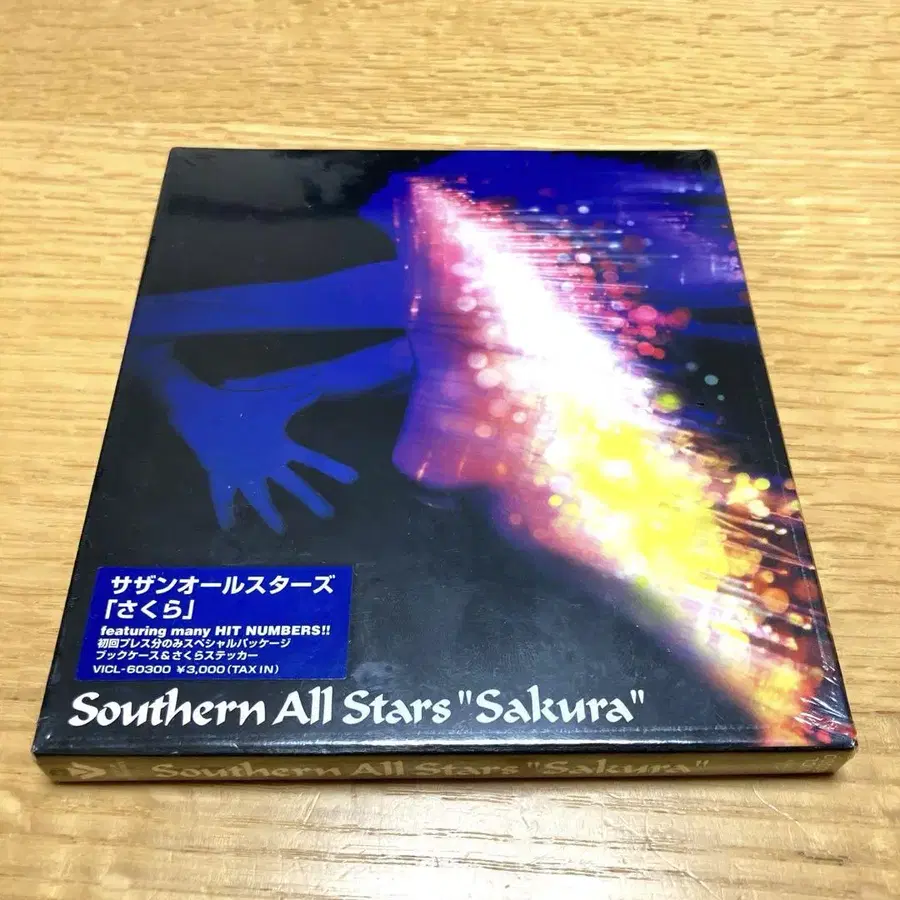 サザンオールスターズ
「さくら」
featuring many HIT NUMBERS!!
初回プレス分のみスペシャルパッケージ
ブックケース&さくらステッカー
VICL-60300 ¥3,000(TAX IN)
Southern All Stars "Sakura"
Southern All Stars "Sakura"